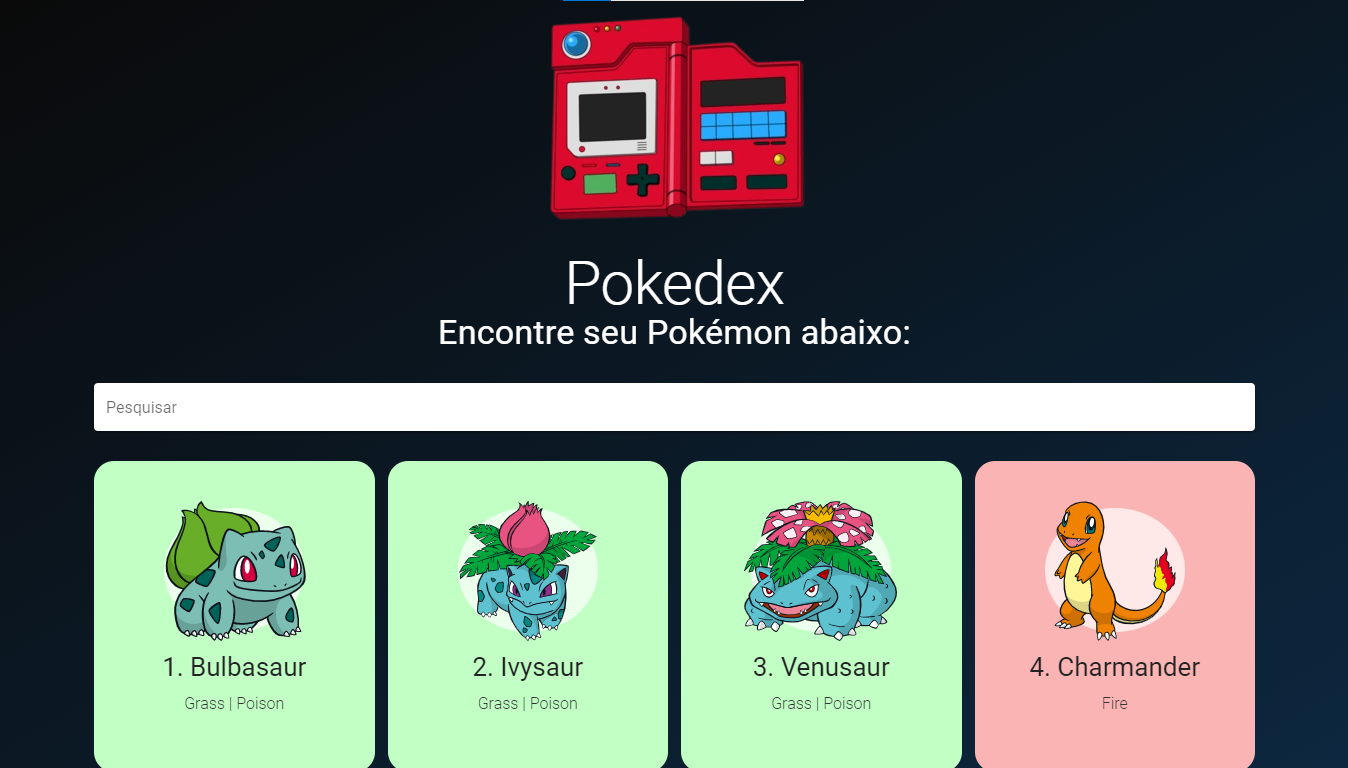 Pokedex
Encontre seu Pokémon abaixo:
Pesquisar
1. Bulbasaur
Grass | Poison
2. Ivysaur
Grass | Poison
3. Venusaur
Grass | Poison
4. Charmander
Fire